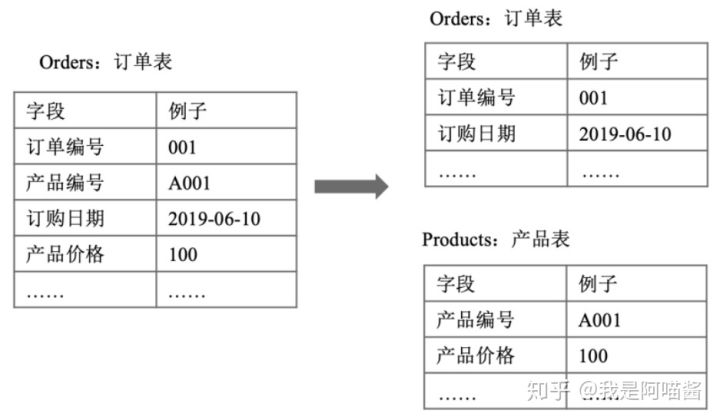 Orders：订单表
字段 例子
订单编号 001
产品编号 A001
订购日期 2019-06-10
产品价格 100
…… ……
Orders：订单表
字段 例子
订单编号 001
订购日期 2019-06-10
…… ……
Products：产品表
字段 例子
产品编号 A001
产品价格 100
…… ……
知乎 @我是阿喵酱